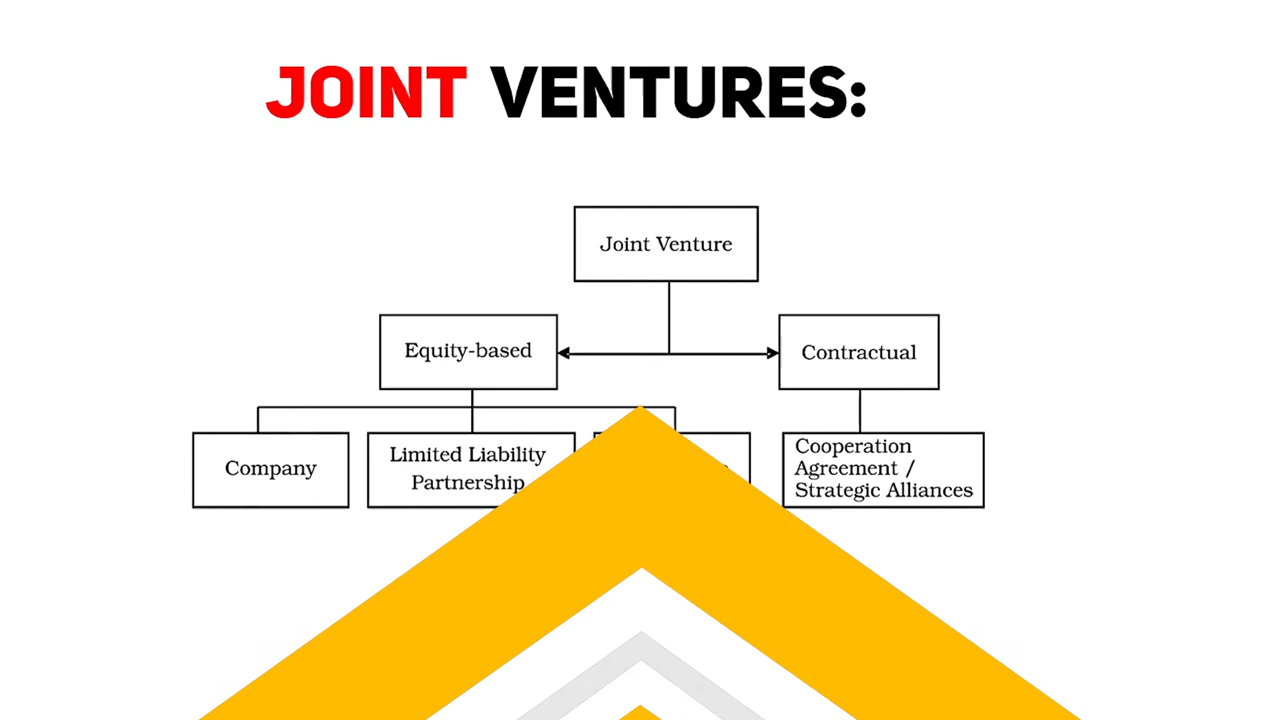 JOINT VENTURES:
Joint Venture
Equity-based
Contractual
Company
Limited Liability
Partnership
Cooperation
Agreement /
Strategic Alliances